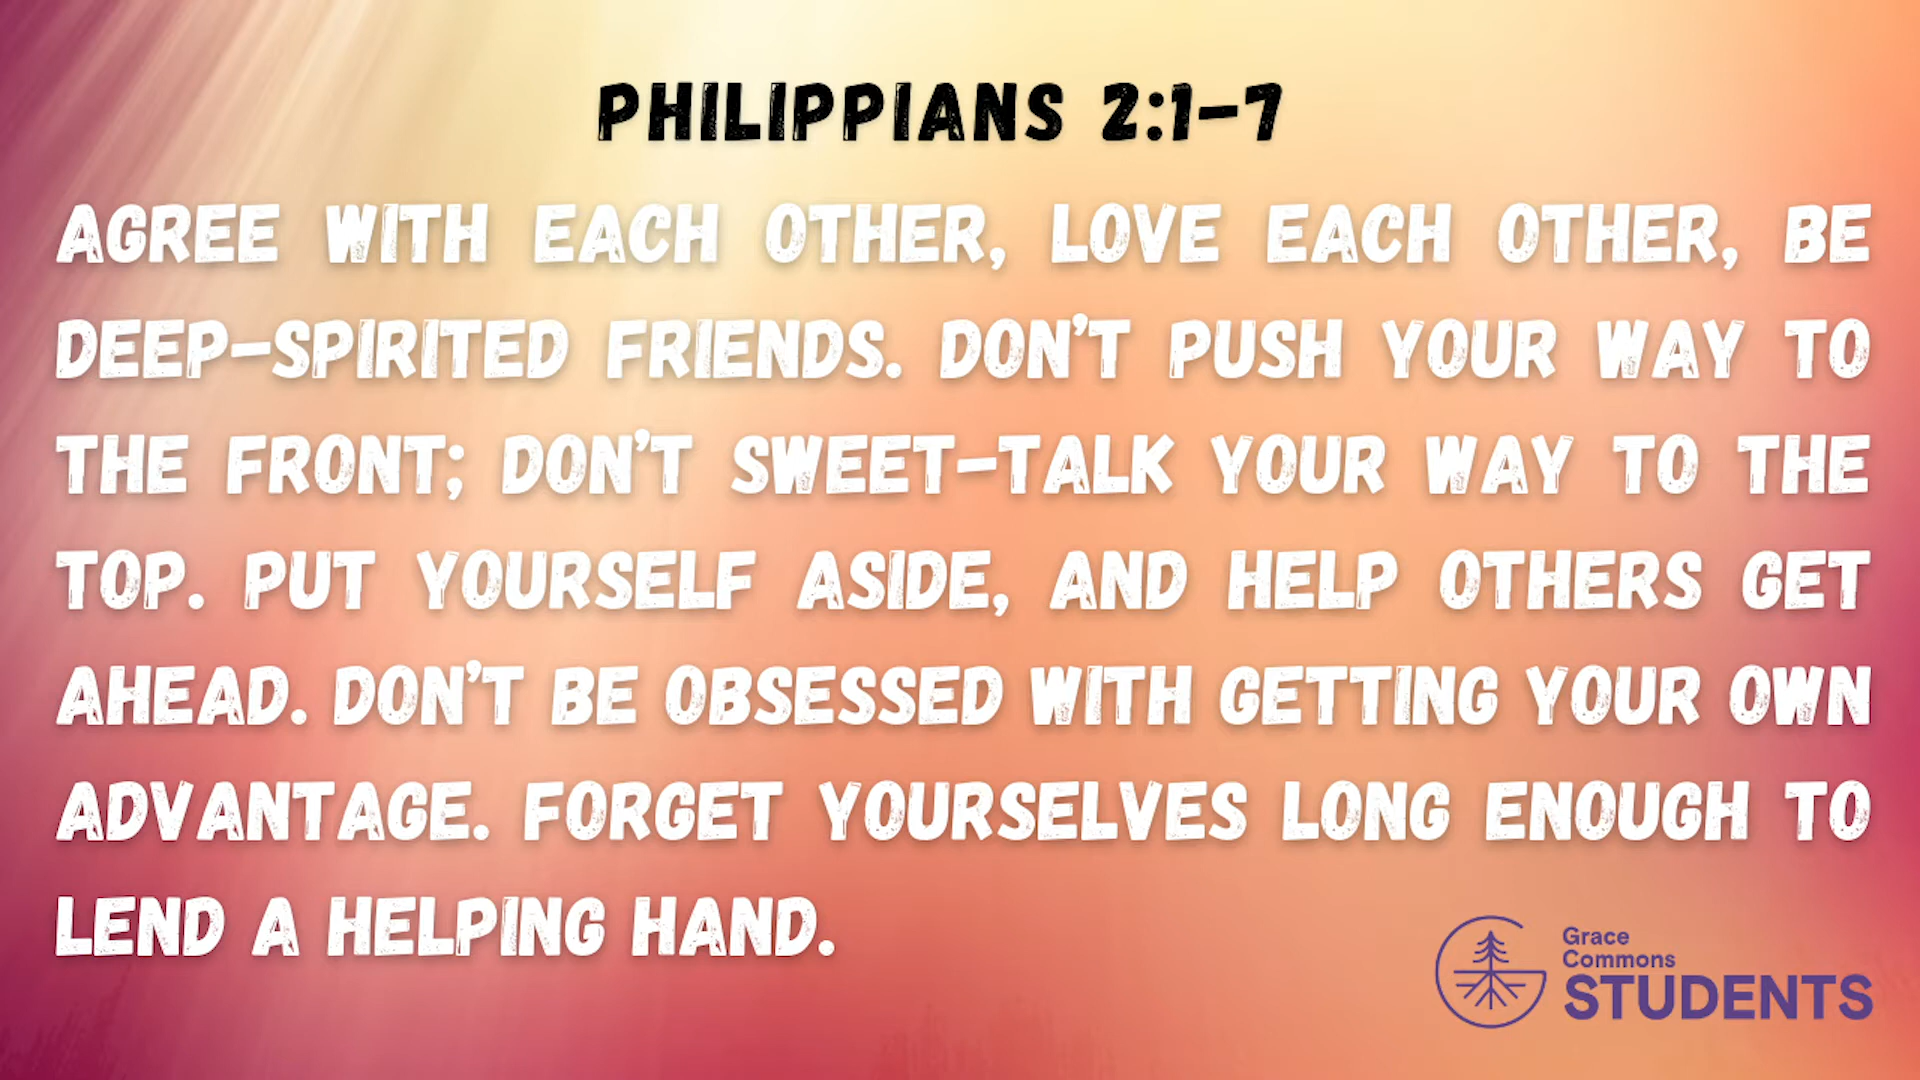 PHILIPPIANS 2:1-7
AGREE WITH EACH OTHER, LOVE EACH OTHER, BE
DEEP-SPIRITED FRIENDS. DON'T PUSH YOUR WAY TO
THE FRONT; DON'T SWEET-TALK YOUR WAY TO THE
TOP. PUT YOURSELF ASIDE, AND HELP OTHERS GET
AHEAD. DON'T BE OBSESSED WITH GETTING YOUR OWN
ADVANTAGE. FORGET YOURSELVES LONG ENOUGH TO
LEND A HELPING HAND.
Grace
Commons
STUDENTS